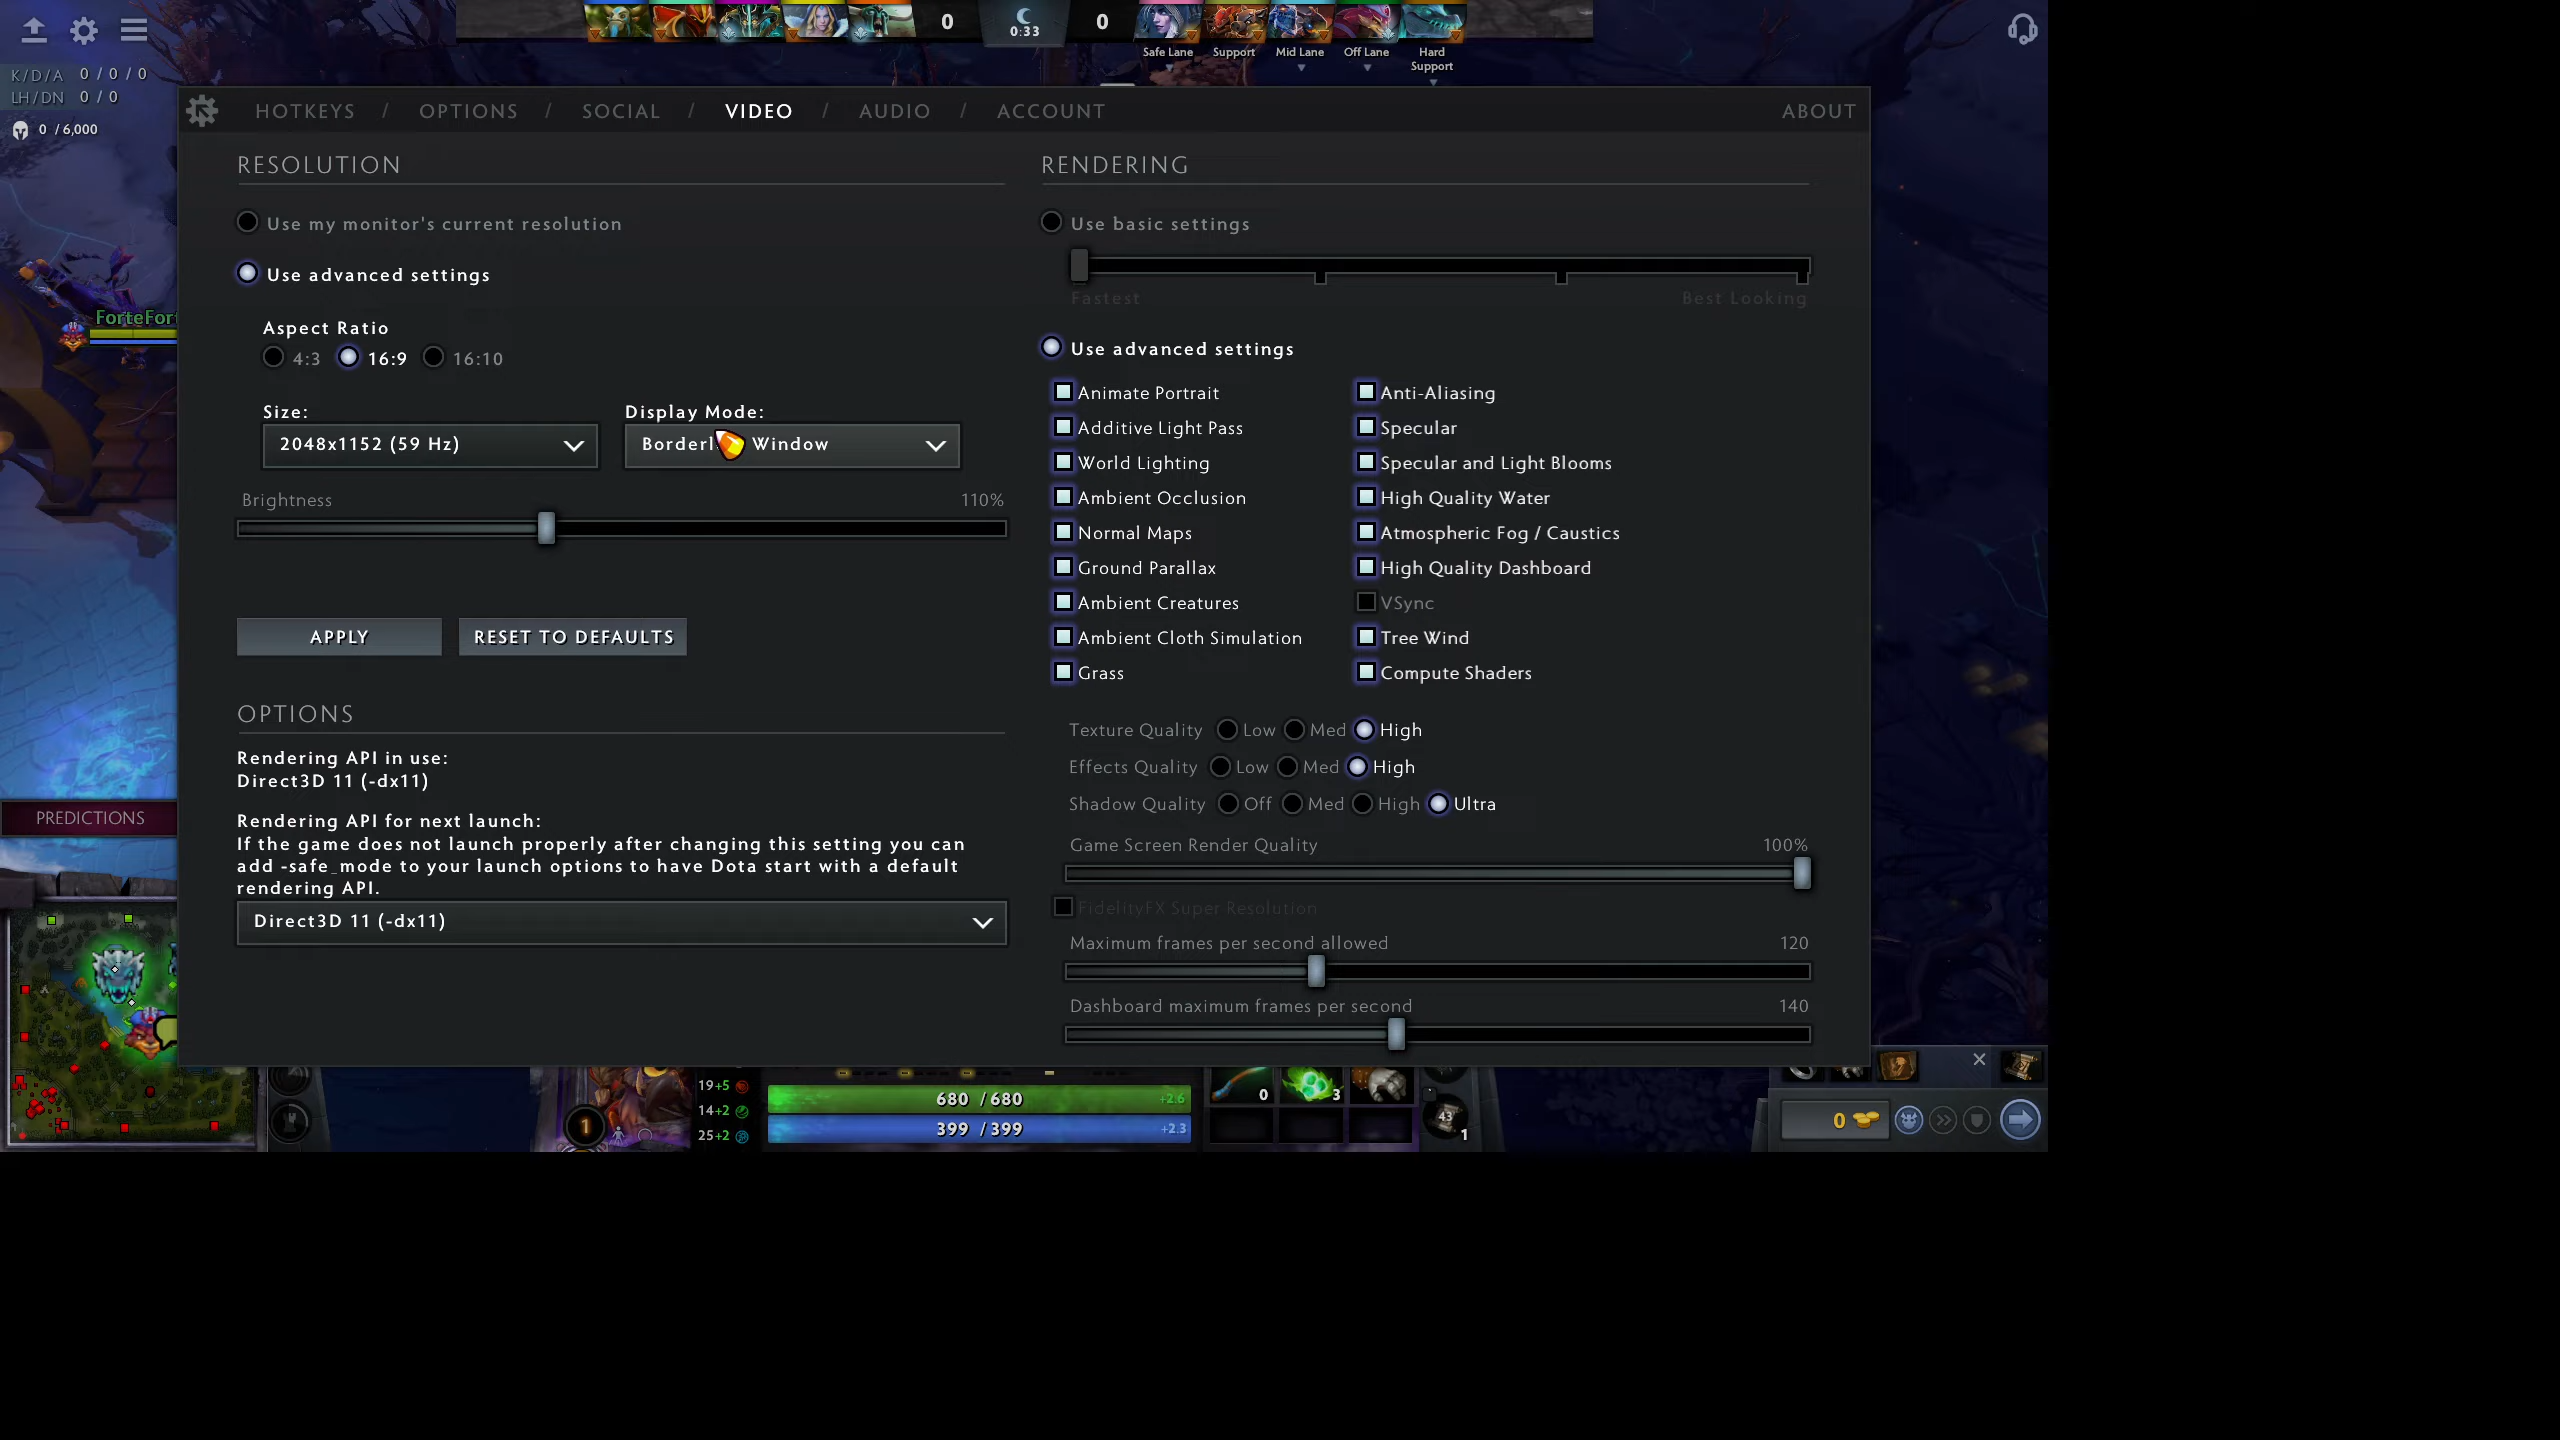 0
0:33
0
Safe Lane
Support
Mid Lane
Off Lane
Hard
Support
K/D/A 0 / 0 / 0
LH/DN 0 / 0
0 / 6,000
HOTKEYS / OPTIONS / SOCIAL / VIDEO / AUDIO / ACCOUNT
ABOUT
RESOLUTION
Use my monitor's current resolution
Use advanced settings
Aspect Ratio
4:3 16:9 16:10
Size:
Display Mode:
2048x1152 (59 Hz)
Window
Brightness 110%
APPLY
RESET TO DEFAULTS
OPTIONS
Rendering API in use:
Direct3D 11 (-dx11)
Rendering API for next launch:
If the game does not launch properly after changing this setting you can
add -safe_mode to your launch options to have Dota start with a default
rendering API.
Direct3D 11 (-dx11)
RENDERING
Use basic settings
Fastest
Best Looking
Use advanced settings
Animate Portrait
Additive Light Pass
World Lighting
Ambient Occlusion
Normal Maps
Ground Parallax
Ambient Creatures
Ambient Cloth Simulation
Grass
Anti-Aliasing
Specular
Specular and Light Blooms
High Quality Water
Atmospheric Fog / Caustics
High Quality Dashboard
VSync
Tree Wind
Compute Shaders
Texture Quality Low Med High
Effects Quality Low Med High
Shadow Quality Off Med High Ultra
Game Screen Render Quality 100%
FidelityFX Super Resolution
Maximum frames per second allowed 120
Dashboard maximum frames per second 140
PREDICTIONS
1
19+5
14+2
25+2
680 / 680 +2.6
399 / 399 +2.3
0
3
43
1
0